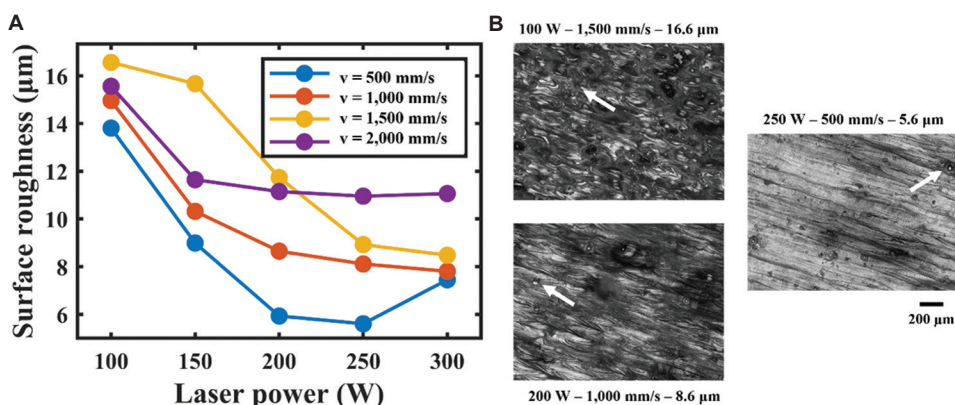 A
Surface roughness (μm)
16
14
12
10
8
6
v = 500 mm/s
v = 1,000 mm/s
v = 1,500 mm/s
v = 2,000 mm/s
100 150 200 250 300
Laser power (W)
B
100 W – 1,500 mm/s – 16.6 μm
200 W – 1,000 mm/s – 8.6 μm
250 W – 500 mm/s – 5.6 μm
200 μm